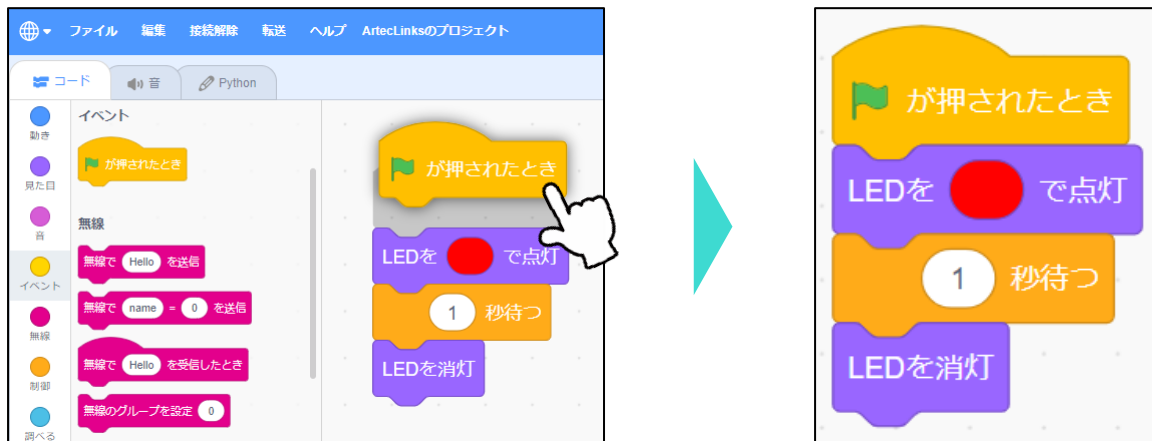 ファイル 編集 接続解除 転送 ヘルプ ArtecLinksのプロジェクト
コード 音 Python
動き
見た目
音
イベント
無線
制御
調べる
イベント
が押されたとき
無線
無線で Hello を送信
無線で name = 0 を送信
無線で Hello を受信したとき
無線のグループを設定 0
が押されたとき
LEDを で点灯
1 秒待つ
LEDを消灯
が押されたとき
LEDを で点灯
1 秒待つ
LEDを消灯